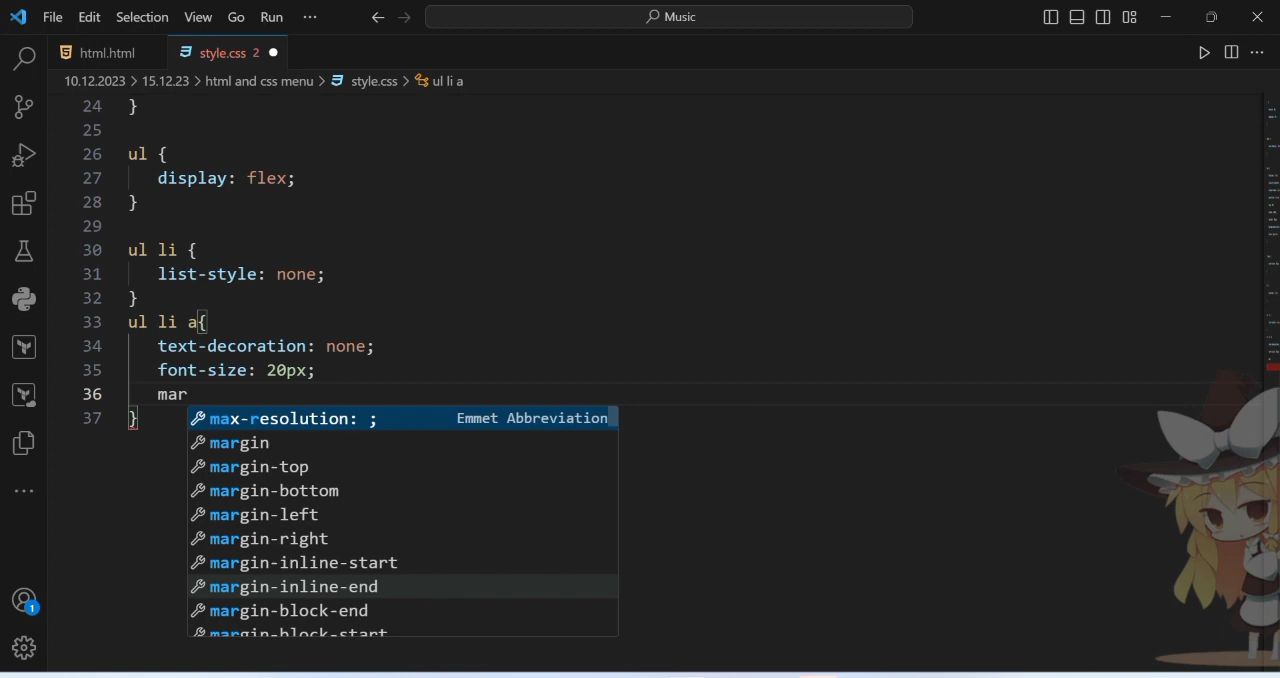 File Edit Selection View Go Run ··· Music
html.html style.css 2
10.12.2023 > 15.12.23 > html and css menu > style.css > ul li a
24 }
25
26 ul {
27 display: flex;
28 }
29
30 ul li {
31 list-style: none;
32 }
33 ul li a{
34 text-decoration: none;
35 font-size: 20px;
36 mar
37 }
max-resolution: ; Emmet Abbreviation
margin
margin-top
margin-bottom
margin-left
margin-right
margin-inline-start
margin-inline-end
margin-block-end
margin-block-start
1